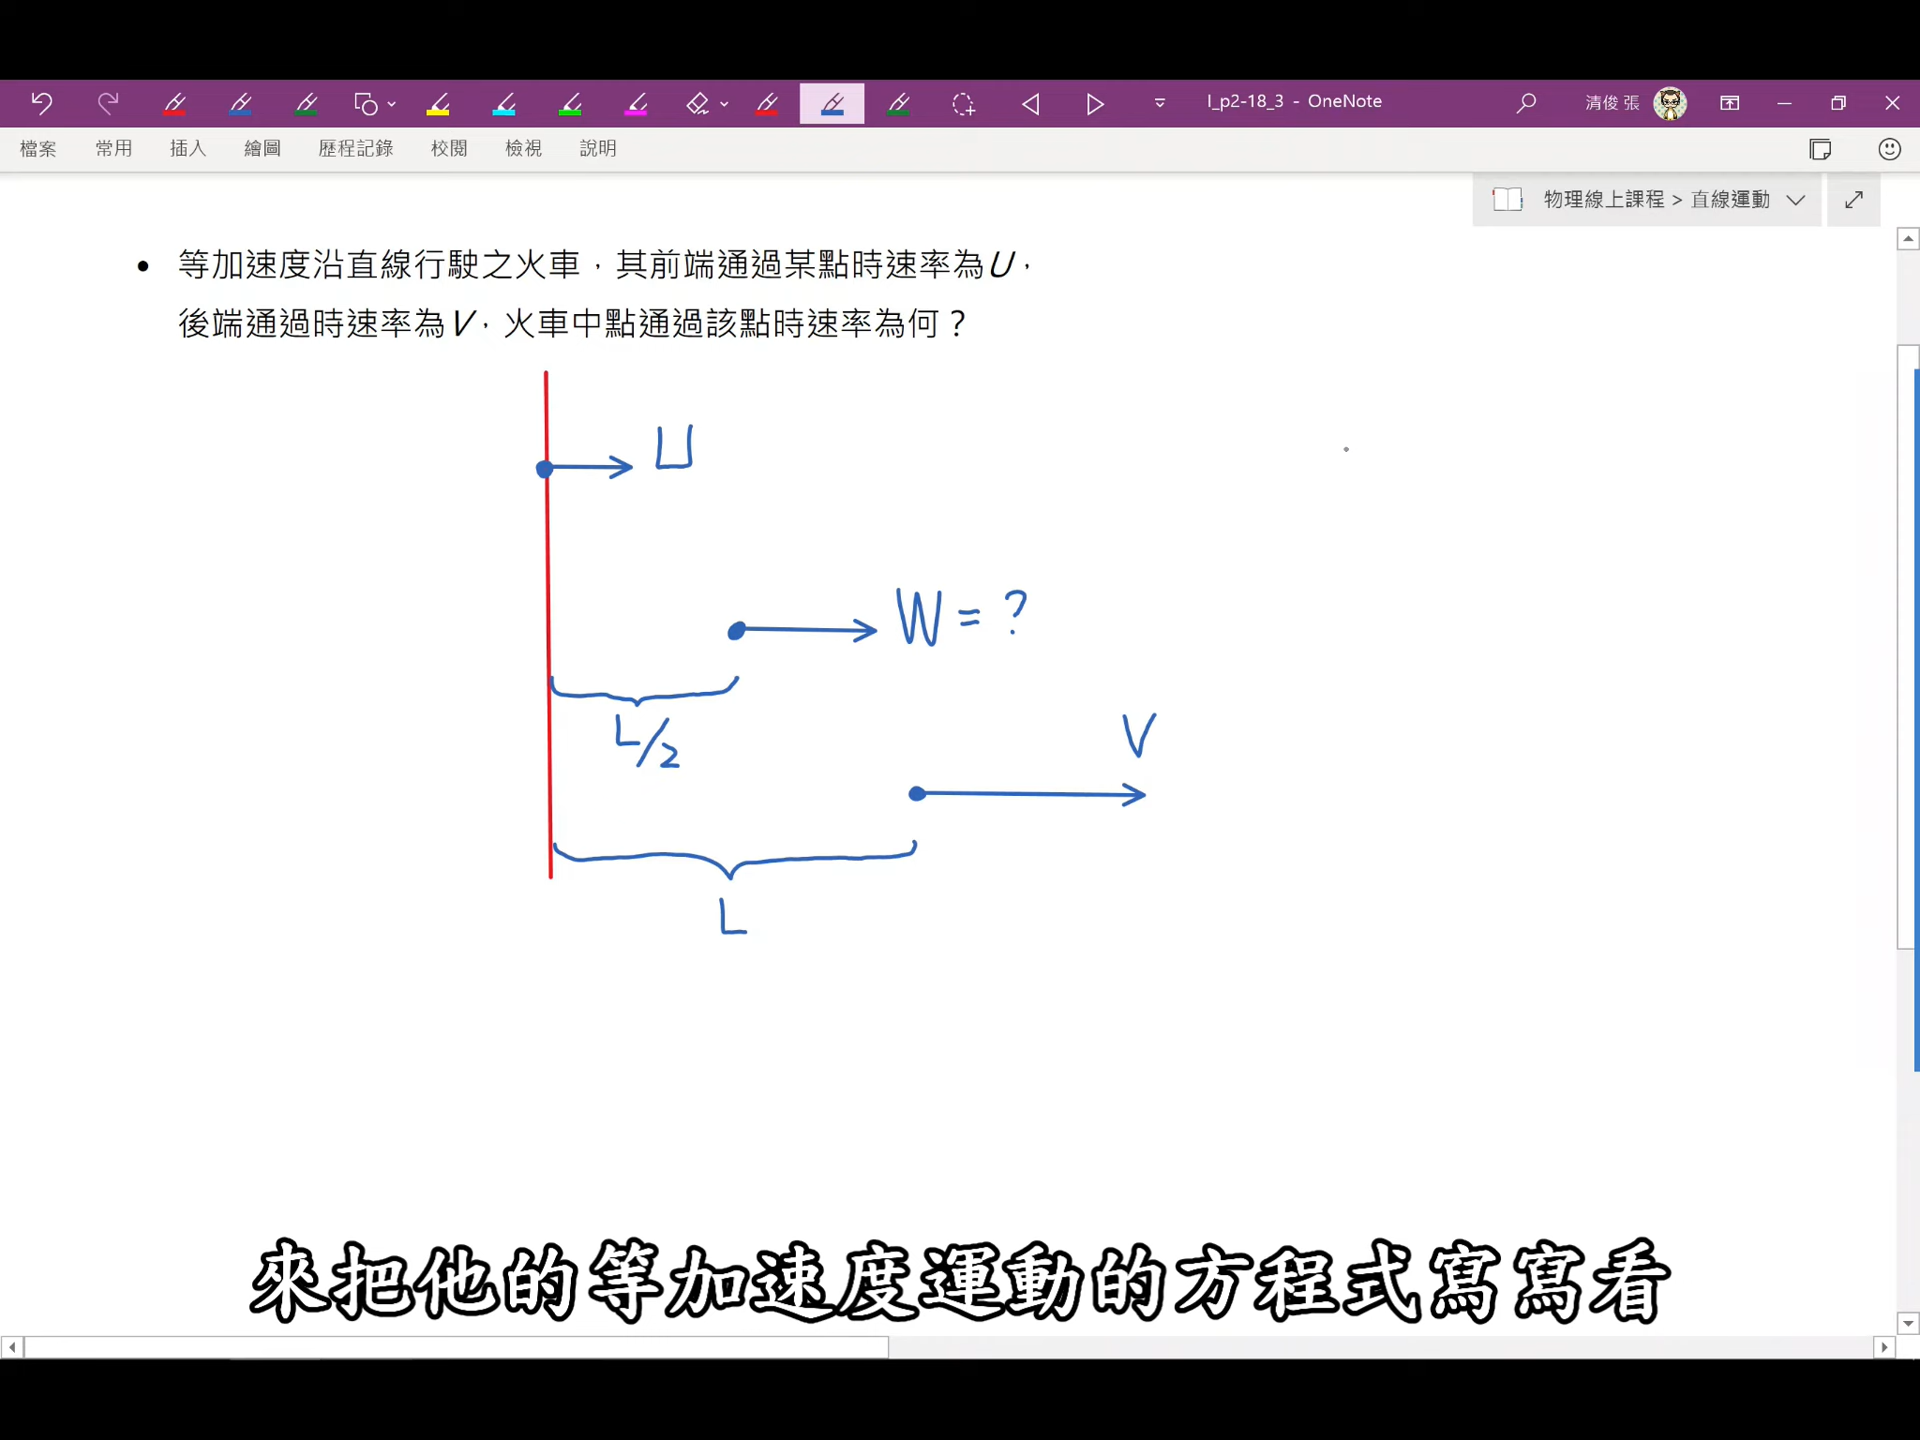 I_p2-18_3 - OneNote
清俊 張
檔案 常用 插入 繪圖 歷程記錄 校閱 檢視 說明
物理線上課程 > 直線運動
• 等加速度沿直線行駛之火車，其前端通過某點時速率為U，
後端通過時速率為V，火車中點通過該點時速率為何？
U
W = ?
L/2
V
L
來把他的等加速度運動的方程式寫寫看